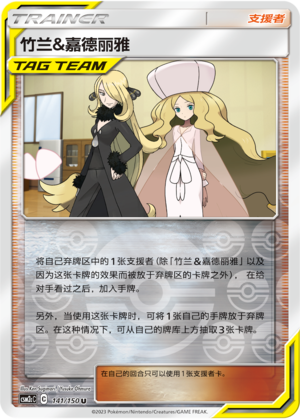 TRAINER
支援者
竹兰&嘉德丽雅
TAG TEAM
将自己弃牌区中的1张支援者（除「竹兰&嘉德丽雅」以及
因为这张卡牌的效果而被放于弃牌区的卡牌之外），在给
对手看过之后，加入手牌。
另外，当使用这张卡牌时，可将1张自己的手牌放于弃牌
区。在这种情况下，可从自己的牌库上方抽取3张卡牌。
在自己的回合只可以使用1张支援者卡。
CSM2c C 141/150 U
©2023 Pokémon/Nintendo/Creatures/GAME FREAK.